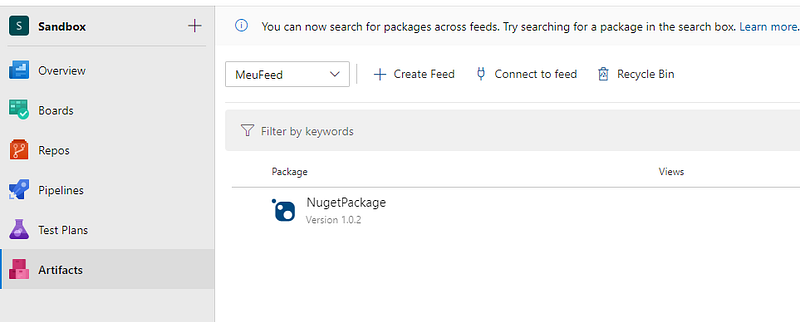 S Sandbox
Overview
Boards
Repos
Pipelines
Test Plans
Artifacts
You can now search for packages across feeds. Try searching for a package in the search box. Learn more.
MeuFeed
Create Feed
Connect to feed
Recycle Bin
Filter by keywords
Package Views
NugetPackage
Version 1.0.2